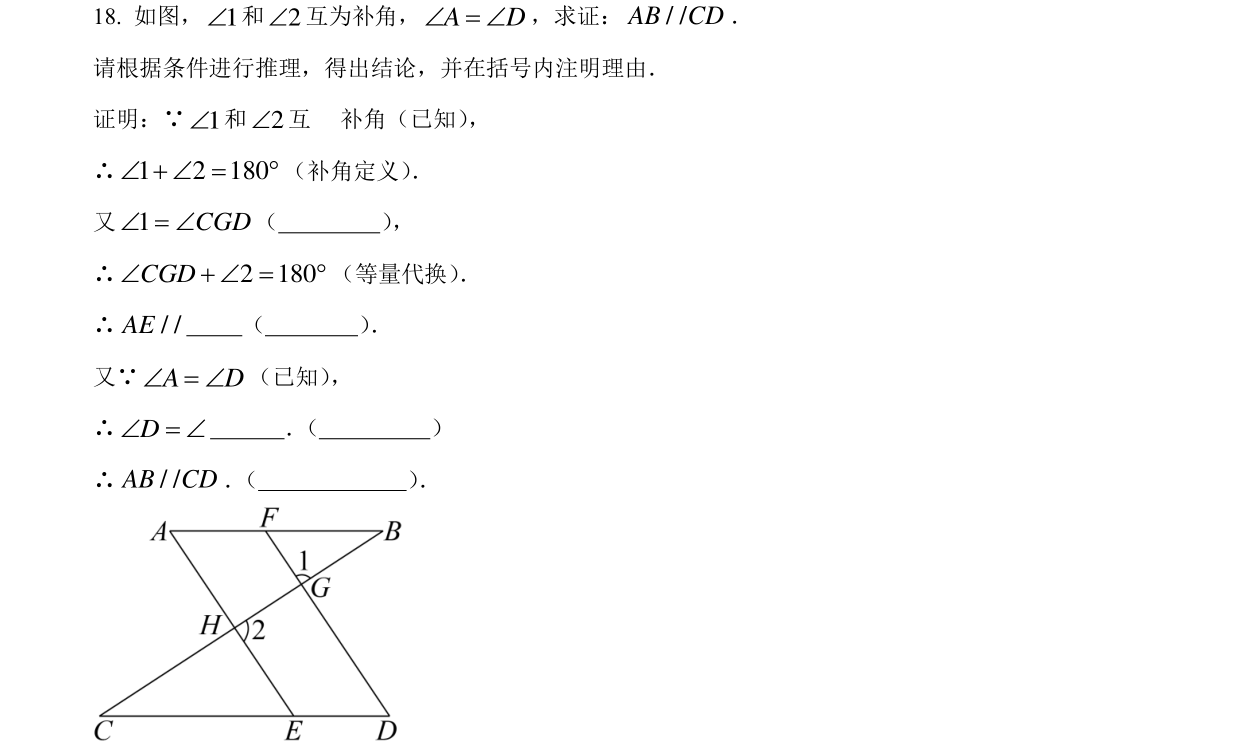 18. 如图，∠1和∠2互为补角，∠A=∠D，求证：AB//CD．
请根据条件进行推理，得出结论，并在括号内注明理由．
证明：∵∠1和∠2互 补角（已知），
∴∠1+∠2=180°（补角定义）．
又∠1=∠CGD（________），
∴∠CGD+∠2=180°（等量代换）．
∴AE//____（________）．
又∵∠A=∠D（已知），
∴∠D=∠______．（_________）
∴AB//CD．（____________）．
A F B
1
G
H 2
C E D